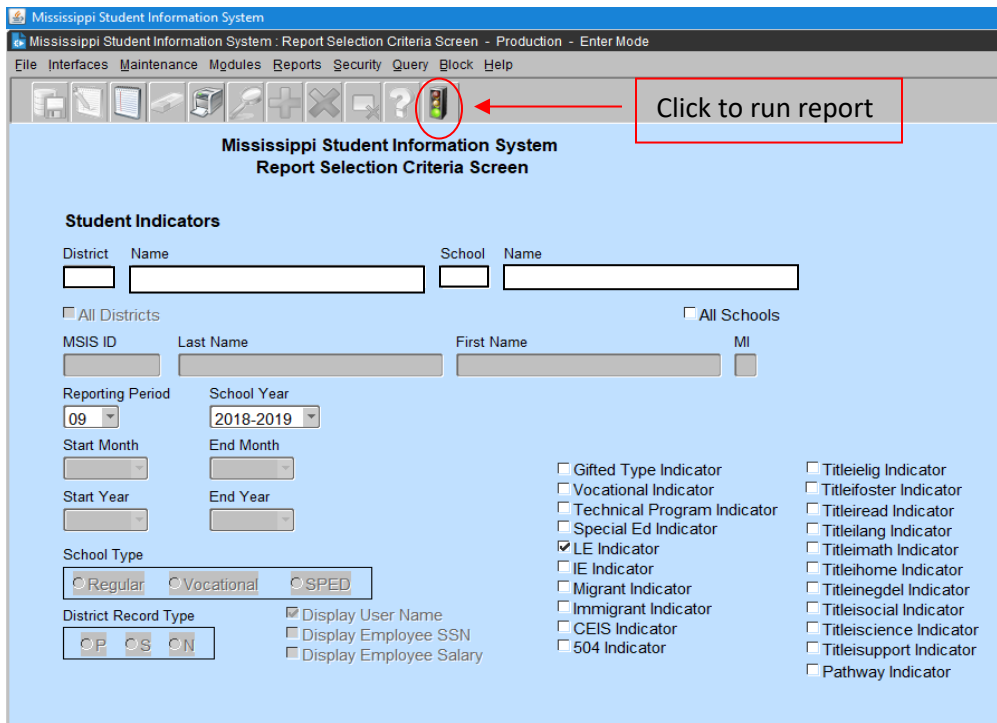 Mississippi Student Information System
Mississippi Student Information System : Report Selection Criteria Screen - Production - Enter Mode
File Interfaces Maintenance Modules Reports Security Query Block Help
Click to run report
Mississippi Student Information System
Report Selection Criteria Screen
Student Indicators
District Name School Name
All Districts All Schools
MSIS ID Last Name First Name MI
Reporting Period School Year
09 2018-2019
Start Month End Month
Start Year End Year
School Type
Regular Vocational SPED
District Record Type
P S N
Display User Name
Display Employee SSN
Display Employee Salary
Gifted Type Indicator
Vocational Indicator
Technical Program Indicator
Special Ed Indicator
LE Indicator
IE Indicator
Migrant Indicator
Immigrant Indicator
CEIS Indicator
504 Indicator
Titleielig Indicator
Titleifoster Indicator
Titleiread Indicator
Titleilang Indicator
Titleimath Indicator
Titleihome Indicator
Titleinegdel Indicator
Titleisocial Indicator
Titleiscience Indicator
Titleisupport Indicator
Pathway Indicator